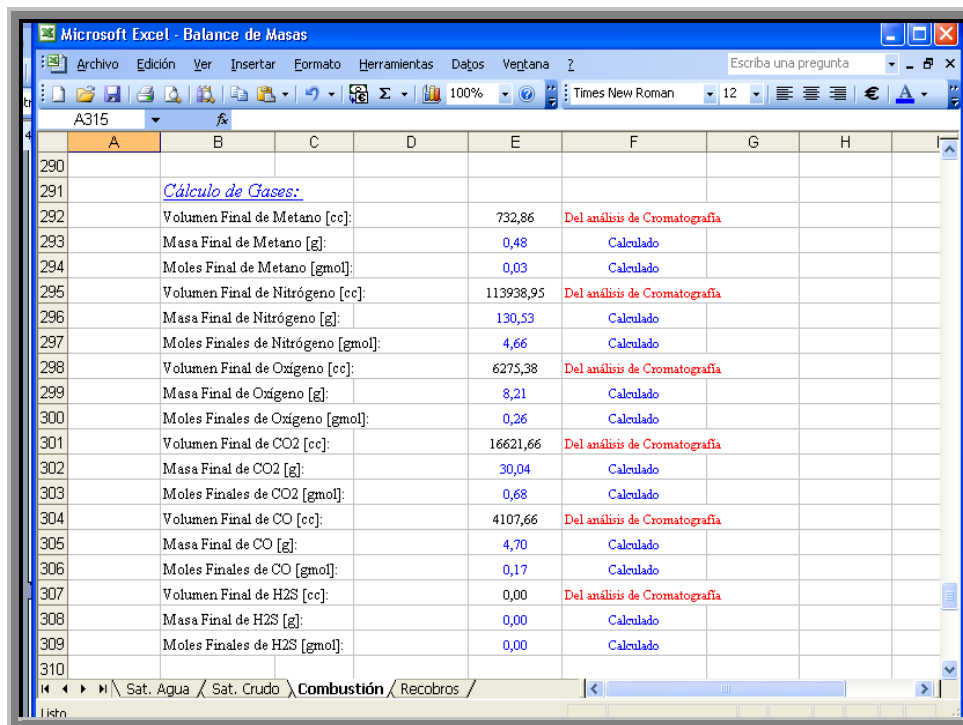 Microsoft Excel - Balance de Masas
Archivo Edición Ver Insertar Formato Herramientas Datos Ventana ? Escriba una pregunta
100% Times New Roman 12
A315 fx
A B C D E F G H I
290
291 Cálculo de Gases:
292 Volumen Final de Metano [cc]: 732,86 Del análisis de Cromatografía
293 Masa Final de Metano [g]: 0,48 Calculado
294 Moles Final de Metano [gmol]: 0,03 Calculado
295 Volumen Final de Nitrógeno [cc]: 113938,95 Del análisis de Cromatografía
296 Masa Final de Nitrógeno [g]: 130,53 Calculado
297 Moles Finales de Nitrógeno [gmol]: 4,66 Calculado
298 Volumen Final de Oxígeno [cc]: 6275,38 Del análisis de Cromatografía
299 Masa Final de Oxígeno [g]: 8,21 Calculado
300 Moles Finales de Oxígeno [gmol]: 0,26 Calculado
301 Volumen Final de CO2 [cc]: 16621,66 Del análisis de Cromatografía
302 Masa Final de CO2 [g]: 30,04 Calculado
303 Moles Finales de CO2 [gmol]: 0,68 Calculado
304 Volumen Final de CO [cc]: 4107,66 Del análisis de Cromatografía
305 Masa Final de CO [g]: 4,70 Calculado
306 Moles Finales de CO [gmol]: 0,17 Calculado
307 Volumen Final de H2S [cc]: 0,00 Del análisis de Cromatografía
308 Masa Final de H2S [g]: 0,00 Calculado
309 Moles Finales de H2S [gmol]: 0,00 Calculado
310
Sat. Agua Sat. Crudo Combustión Recobros
Listo